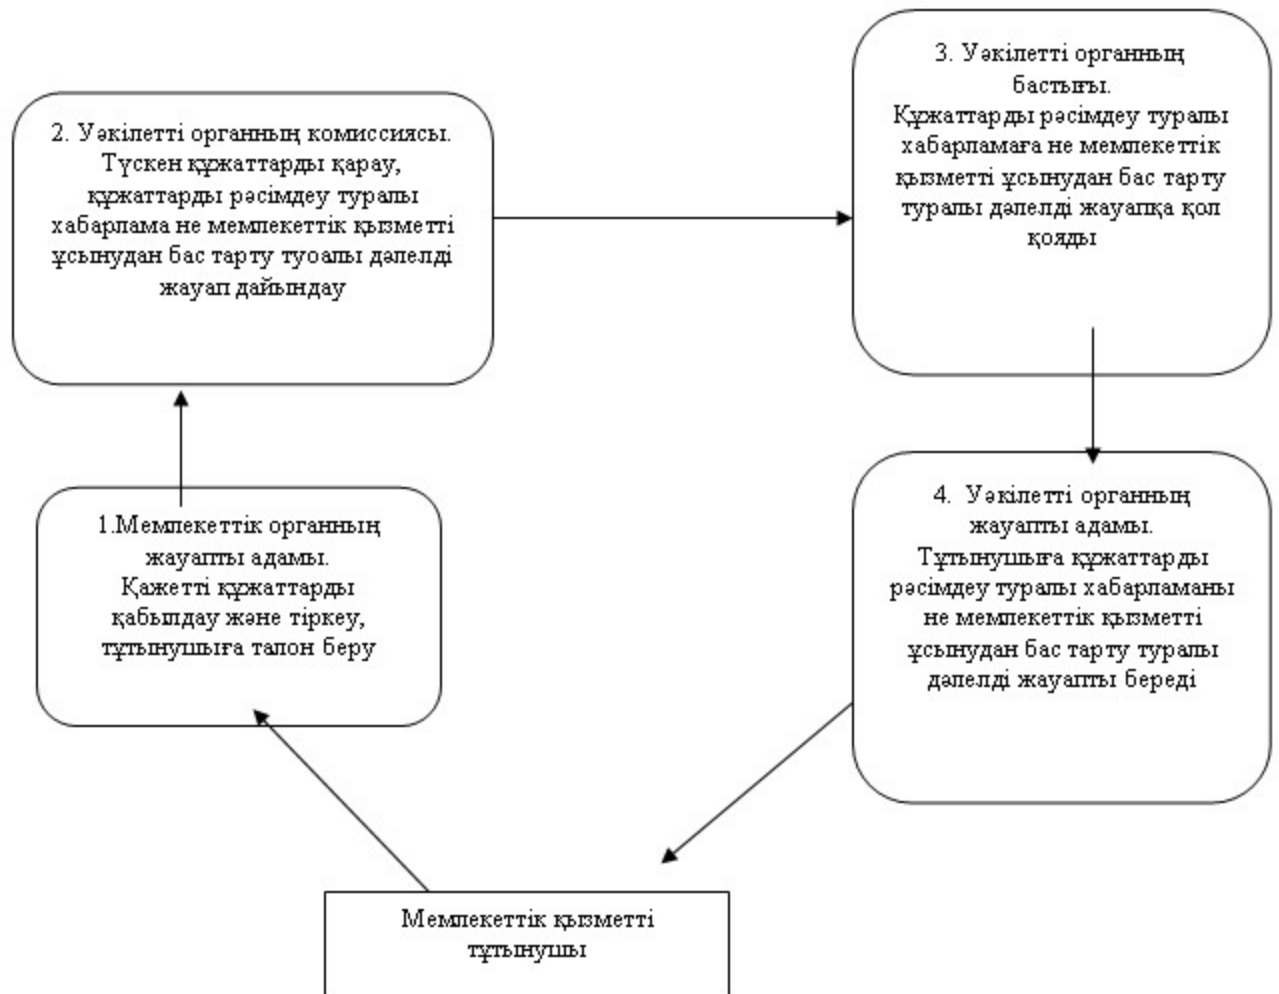 3. Уәкілетті органның
бастығы.
Құжаттарды рәсімдеу туралы
хабарламаға не мемлекеттік
қызметті ұсынудан бас тарту
туралы дәлелді жауапқа қол
қояды
2. Уәкілетті органның комиссиясы.
Түскен құжаттарды қарау,
құжаттарды рәсімдеу туралы
хабарлама не мемлекеттік қызметті
ұсынудан бас тарту туоалы дәлелді
жауап дайындау
1.Мемлекеттік органның
жауапты адамы.
Қажетті құжаттарды
қабылдау және тіркеу,
тұтынушыға талон беру
4. Уәкілетті органның
жауапты адамы.
Тұтынушыға құжаттарды
рәсімдеу туралы хабарламаны
не мемлекеттік қызметті
ұсынудан бас тарту туралы
дәлелді жауапты береді
Мемлекеттік қызметті
тұтынушы